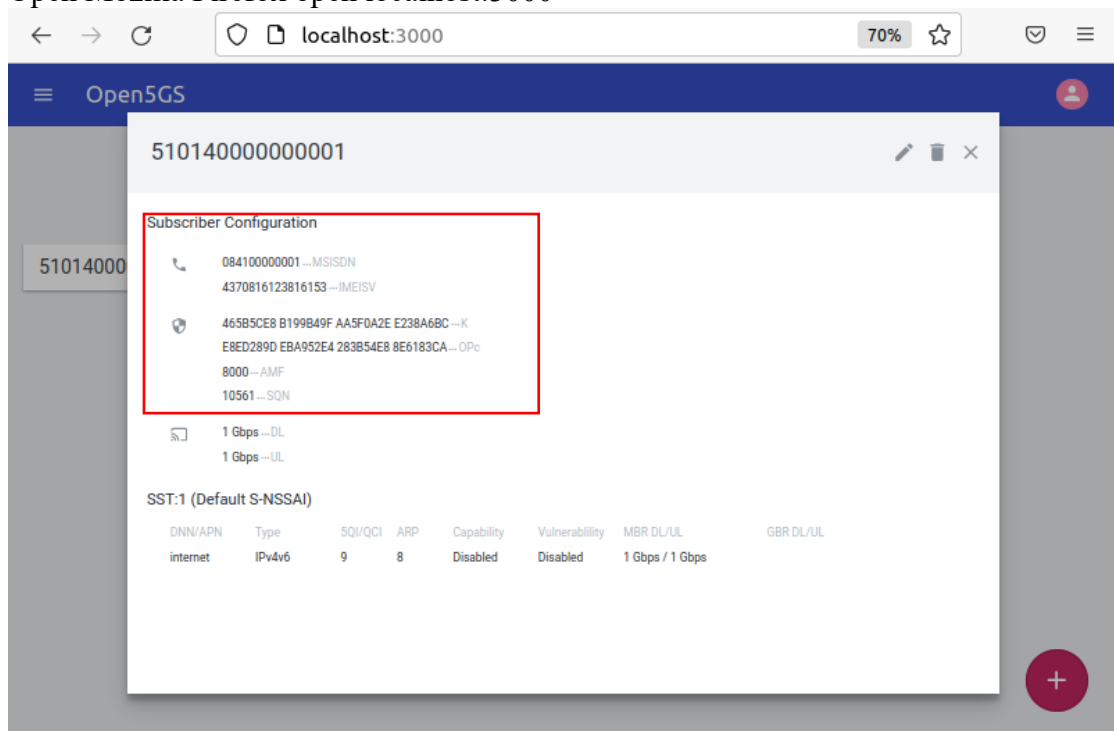 localhost:3000 70%
Open5GS
510140000000001
Subscriber Configuration
51014000
084100000001 --- MSISDN
4370816123816153 --- IMEISV
465B5CE8 B199B49F AA5F0A2E E238A6BC --- K
E8ED289D EBA952E4 283B54E8 8E6183CA --- OPc
8000 --- AMF
10561 --- SQN
1 Gbps --- DL
1 Gbps --- UL
SST:1 (Default S-NSSAI)
DNN/APN Type 5QI/QCI ARP Capability Vulnerablility MBR DL/UL GBR DL/UL
internet IPv4v6 9 8 Disabled Disabled 1 Gbps / 1 Gbps
+